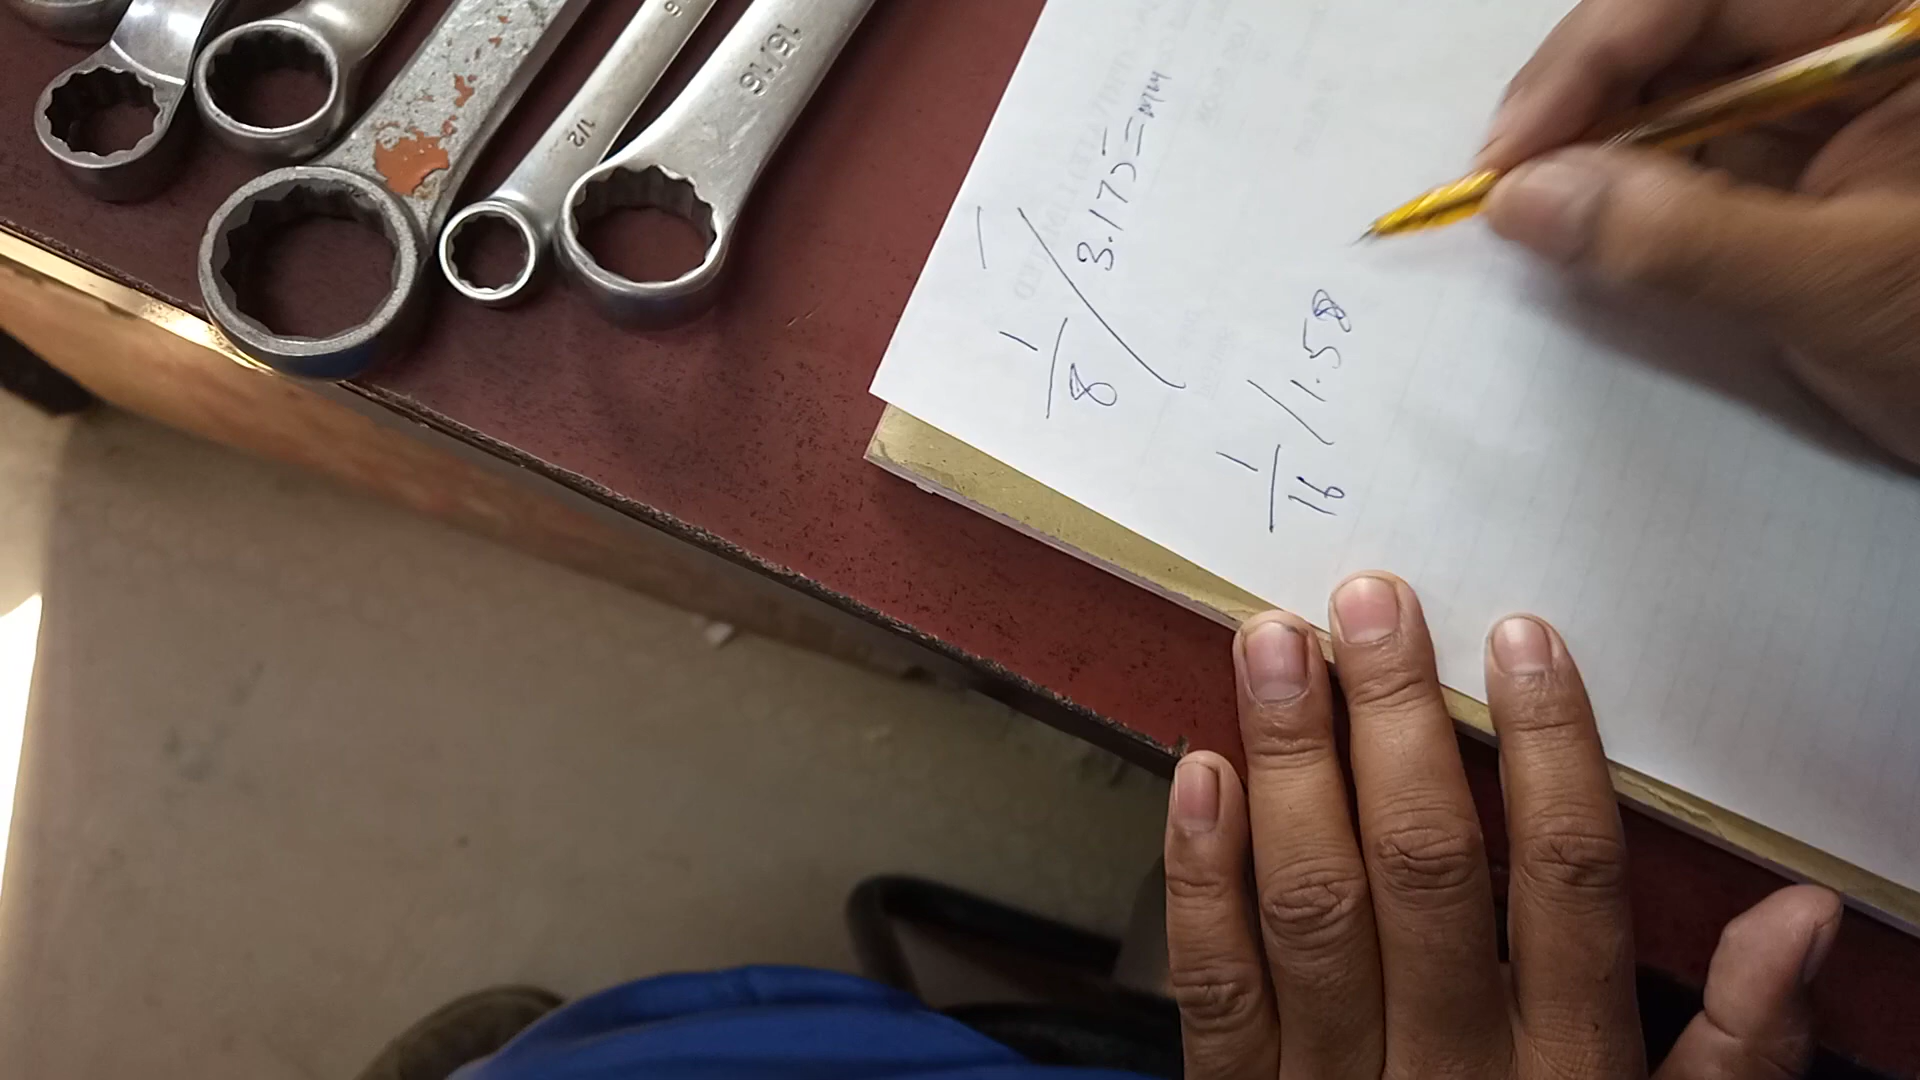 1/8 / 3.175 = mm
1/16 / 1.58
15/16
1/2